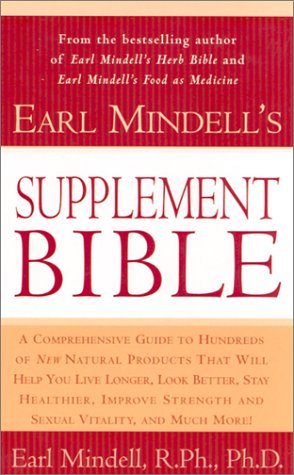 From the bestselling author
of Earl Mindell's Herb Bible and
Earl Mindell's Food as Medicine
EARL MINDELL'S
SUPPLEMENT
BIBLE
A COMPREHENSIVE GUIDE TO HUNDREDS
OF NEW NATURAL PRODUCTS THAT WILL
HELP YOU LIVE LONGER, LOOK BETTER, STAY
HEALTHIER, IMPROVE STRENGTH AND
SEXUAL VITALITY, AND MUCH MORE!
Earl Mindell, R.Ph., Ph.D.